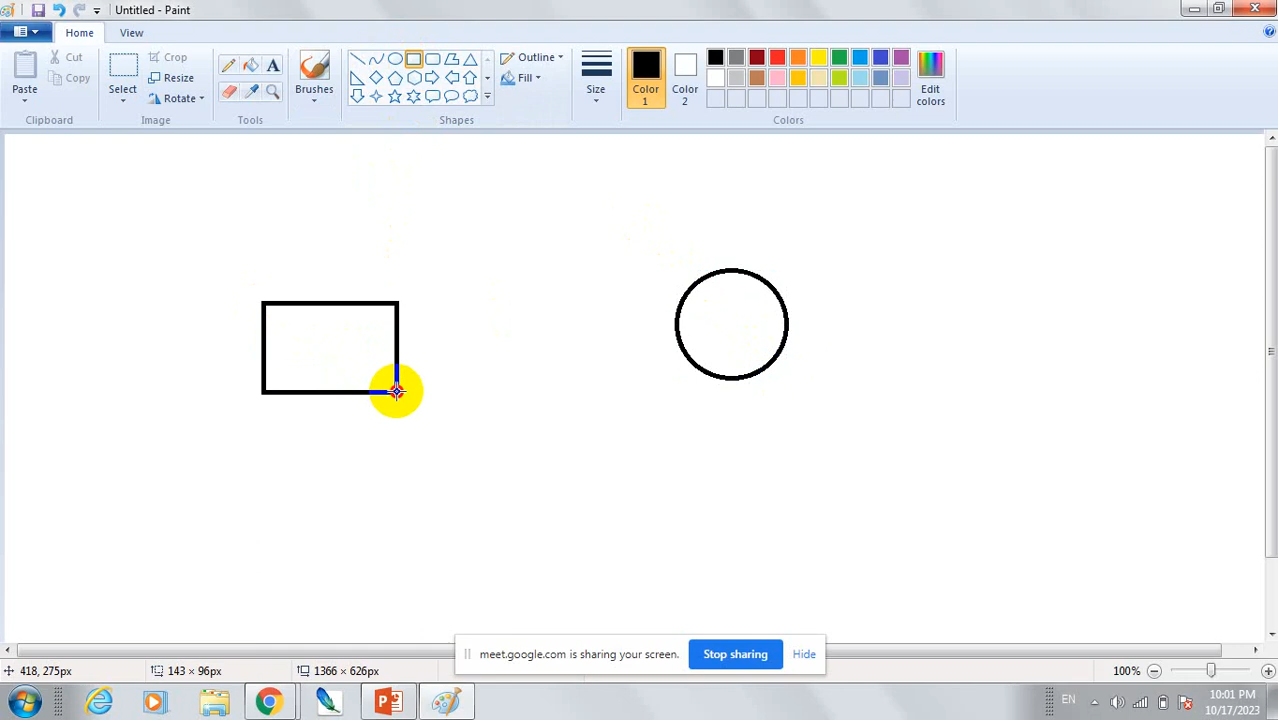 Untitled - Paint
Home
View
Paste
Cut
Copy
Clipboard
Select
Crop
Resize
Rotate
Image
Tools
Brushes
Shapes
Outline
Fill
Size
Color 1
Color 2
Edit colors
Colors
meet.google.com is sharing your screen.
Stop sharing
Hide
418, 275px
143 × 96px
1366 × 626px
100%
EN
10:01 PM
10/17/2023